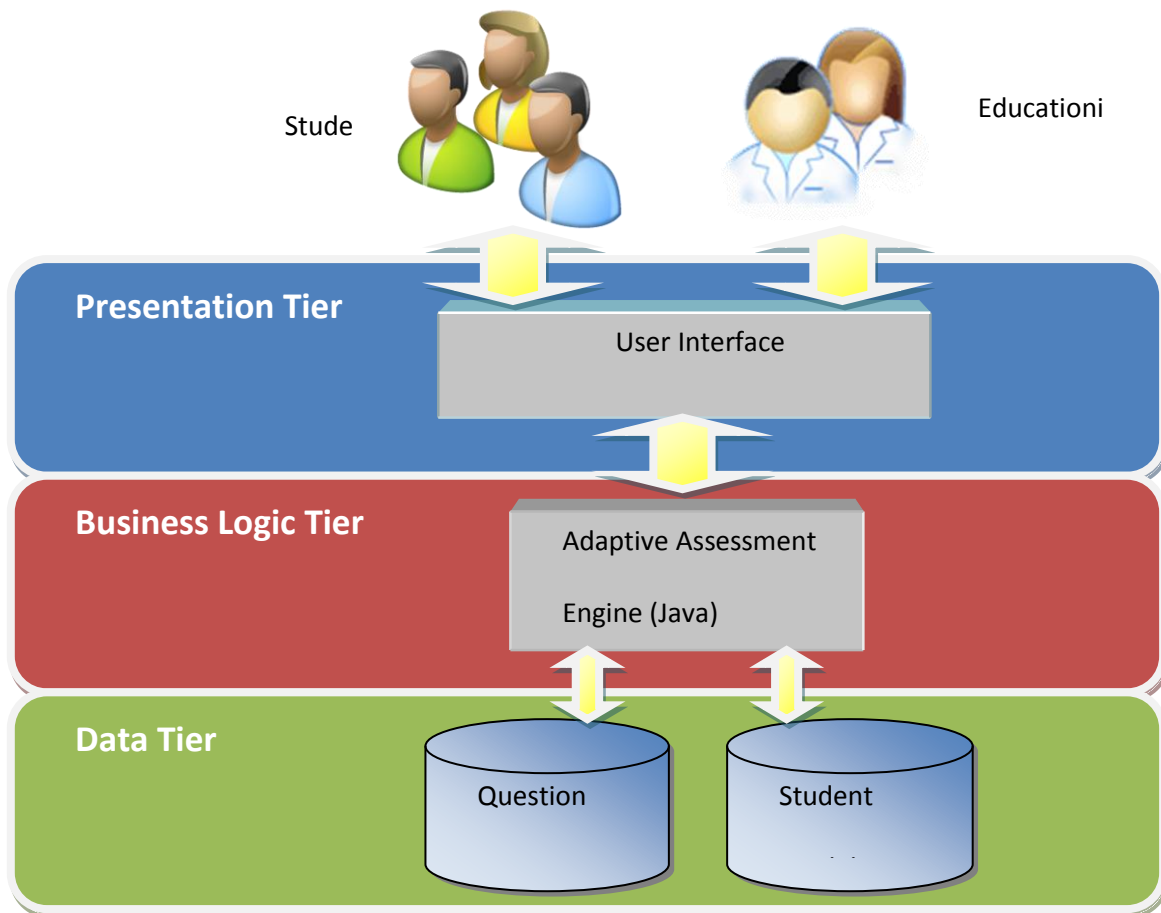 Stude
Educationi
Presentation Tier
User Interface
Business Logic Tier
Adaptive Assessment
Engine (Java)
Data Tier
Question
Student